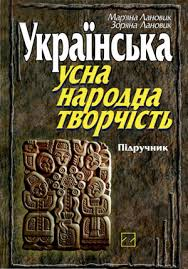 Мар'яна Лановик
Зоряна Лановик
Українська
усна
народна
творчість
Підручник